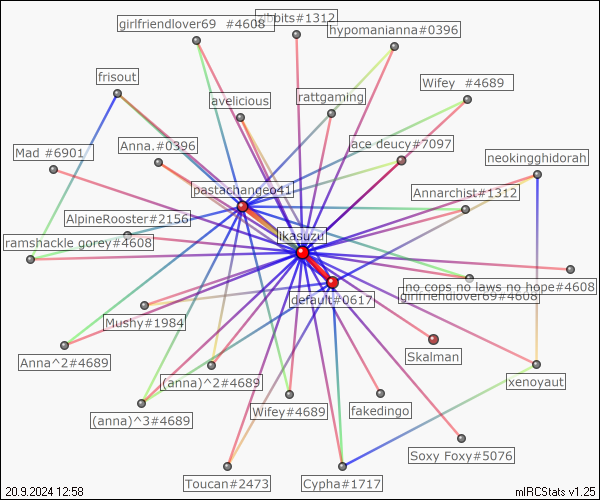 girlfriendlover69 #4608
hypomanianna#0396
frisout
Wifey #4689
avelicious
rattgaming
Anna.#0396
ace deucy#7097
Mad #6901
neokingghidorah
pastachangeo41
Annarchist#1312
AlpineRooster#2156
ramshackle gorey#4608
ikasuzu
no cops no laws no hope#4608
girlfriendlover69#4608
default#0617
Mushy#1984
Skalman
Anna^2#4689
(anna)^2#4689
xenoyaut
(anna)^3#4689
Wifey#4689
fakedingo
Soxy Foxy#5076
Toucan#2473
Cypha#1717
20.9.2024 12:58
mIRCStats v1.25